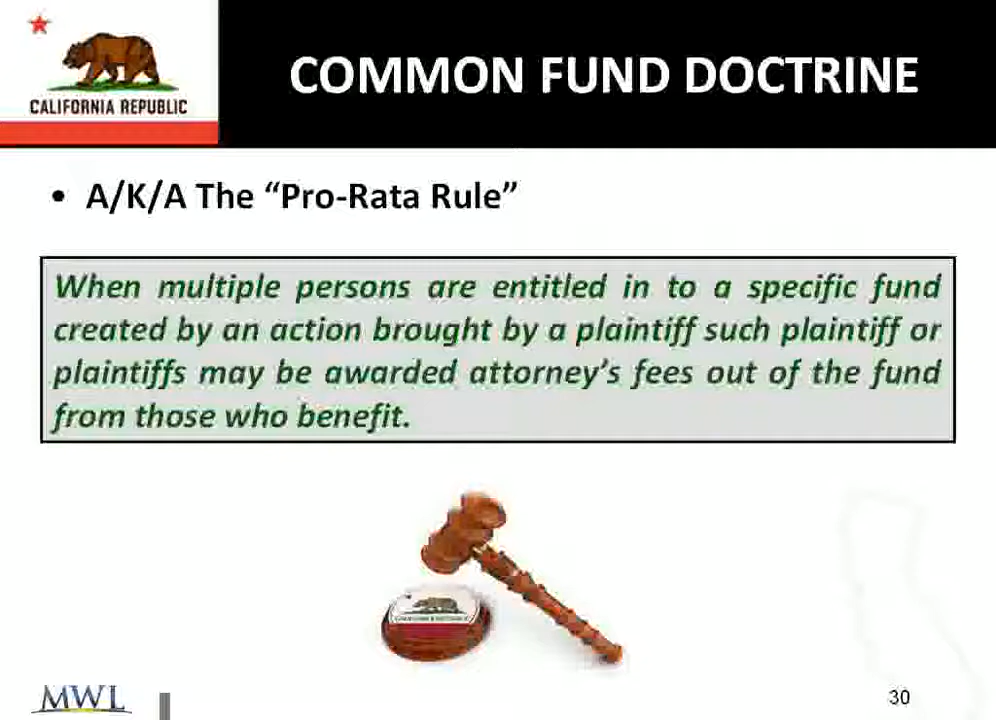 CALIFORNIA REPUBLIC
COMMON FUND DOCTRINE
• A/K/A The “Pro-Rata Rule”
When multiple persons are entitled in to a specific fund
created by an action brought by a plaintiff such plaintiff or
plaintiffs may be awarded attorney’s fees out of the fund
from those who benefit.
MWL
30